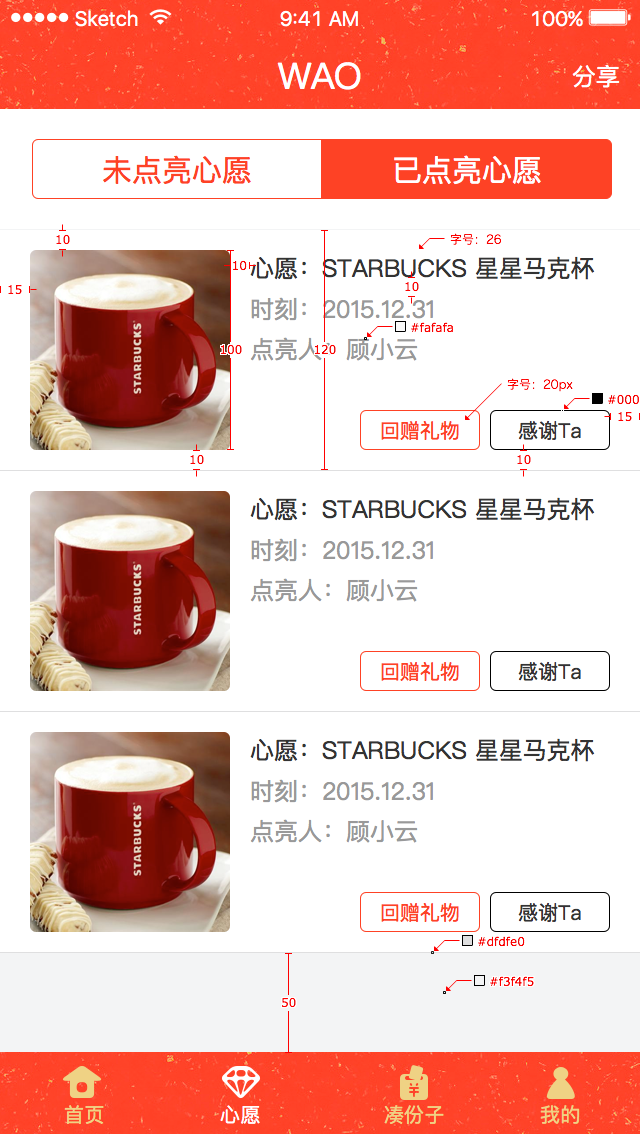 Sketch 9:41 AM 100%
WAO 分享
未点亮心愿 已点亮心愿
10 字号：26
10 心愿：STARBUCKS 星星马克杯
15 10
时刻：2015.12.31
#fafafa
100 120
点亮人：顾小云
STARBUCKS
字号：20px
#000
15
回赠礼物 感谢Ta
10 10
心愿：STARBUCKS 星星马克杯
时刻：2015.12.31
点亮人：顾小云
STARBUCKS
回赠礼物 感谢Ta
心愿：STARBUCKS 星星马克杯
时刻：2015.12.31
点亮人：顾小云
STARBUCKS
回赠礼物 感谢Ta
#dfdfe0
#f3f4f5
50
首页 心愿 凑份子 我的